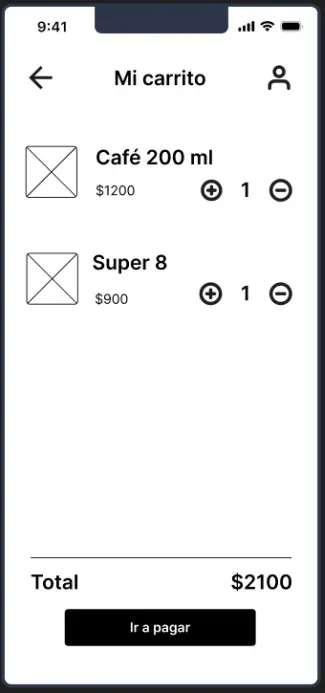 9:41
Mi carrito
Café 200 ml
$1200
1
Super 8
$900
1
Total $2100
Ir a pagar